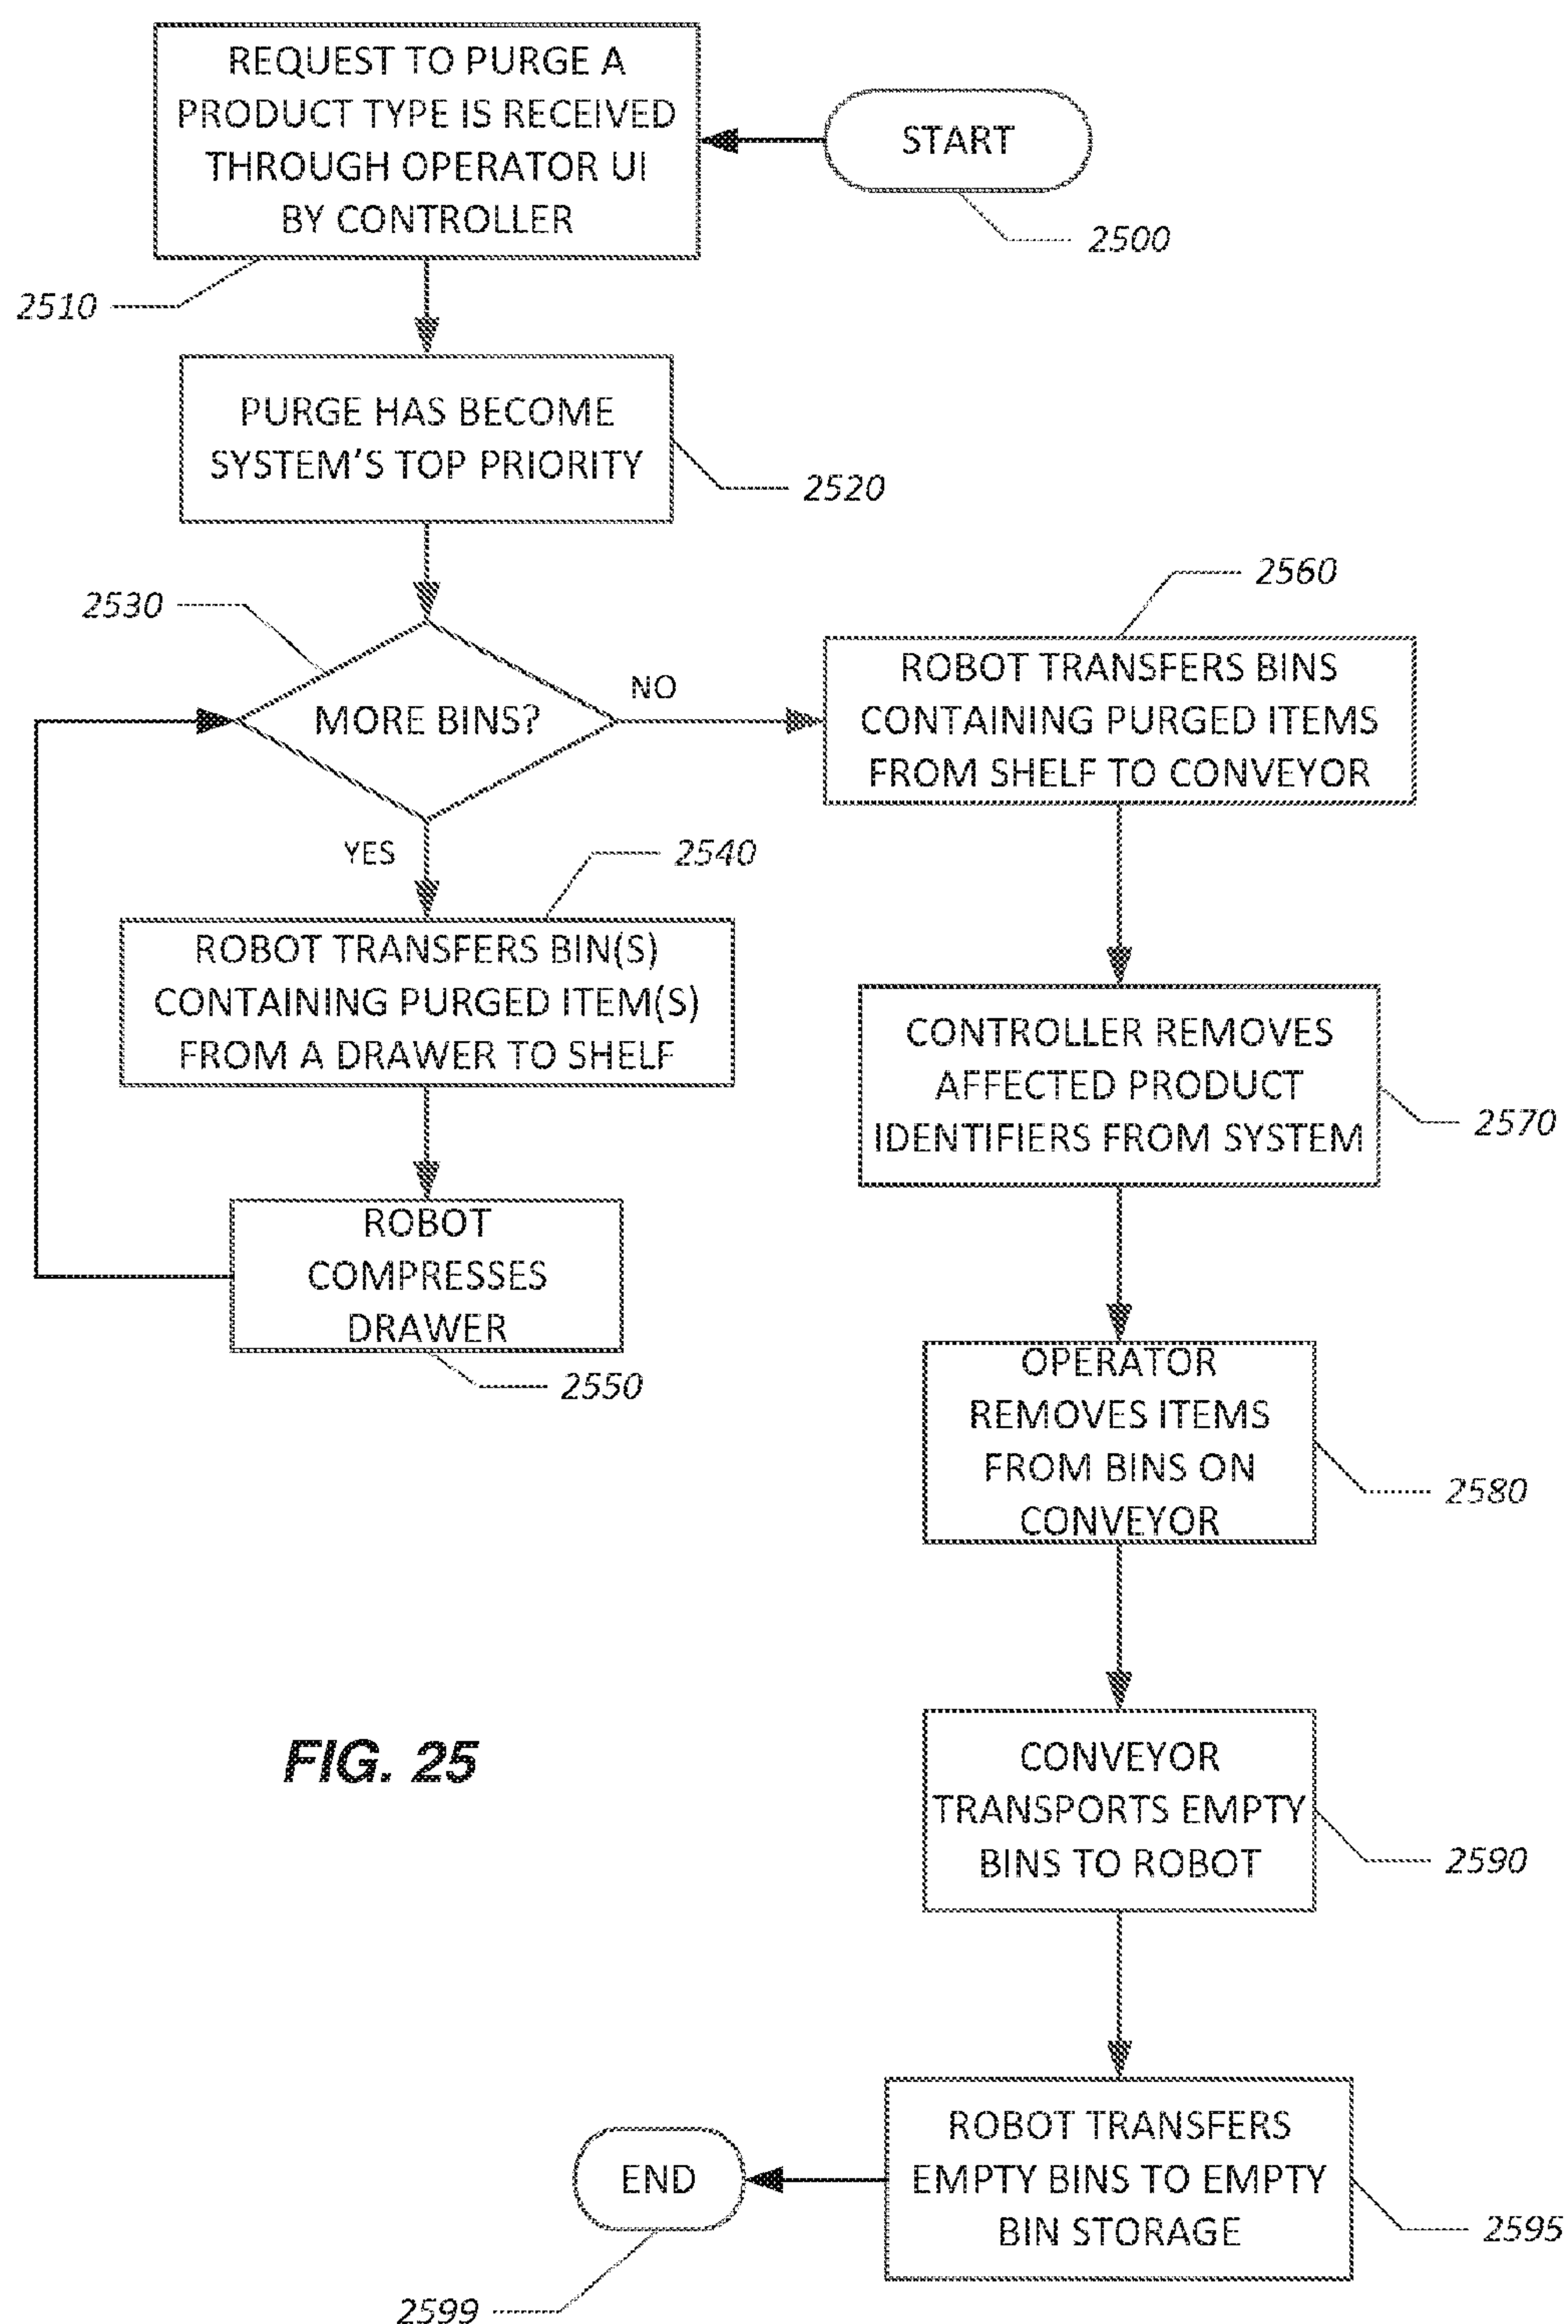 REQUEST TO PURGE A
PRODUCT TYPE IS RECEIVED
THROUGH OPERATOR UI
BY CONTROLLER
START
2500
2510
PURGE HAS BECOME
SYSTEM'S TOP PRIORITY
2520
2530
MORE BINS?
NO
YES
2560
ROBOT TRANSFERS BINS
CONTAINING PURGED ITEMS
FROM SHELF TO CONVEYOR
2540
ROBOT TRANSFERS BIN(S)
CONTAINING PURGED ITEM(S)
FROM A DRAWER TO SHELF
CONTROLLER REMOVES
AFFECTED PRODUCT
IDENTIFIERS FROM SYSTEM
2570
ROBOT
COMPRESSES
DRAWER
2550
OPERATOR
REMOVES ITEMS
FROM BINS ON
CONVEYOR
2580
FIG. 25
CONVEYOR
TRANSPORTS EMPTY
BINS TO ROBOT
2590
ROBOT TRANSFERS
EMPTY BINS TO EMPTY
BIN STORAGE
2595
END
2599